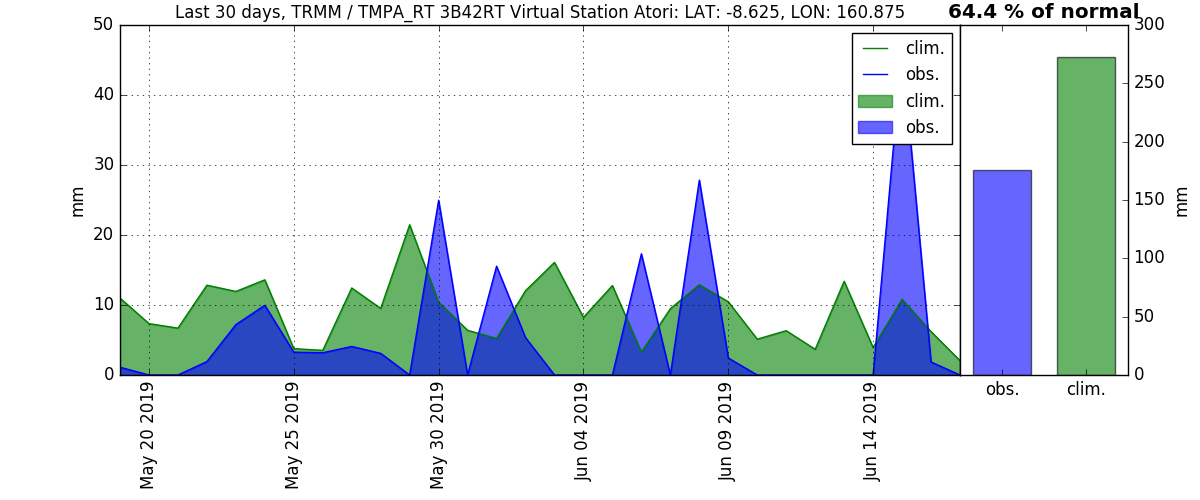 Last 30 days, TRMM / TMPA_RT 3B42RT Virtual Station Atori: LAT: -8.625, LON: 160.875
64.4 % of normal
50
40
30
20
10
0
mm
clim.
obs.
clim.
obs.
300
250
200
150
100
50
0
mm
May 20 2019
May 25 2019
May 30 2019
Jun 04 2019
Jun 09 2019
Jun 14 2019
obs.
clim.